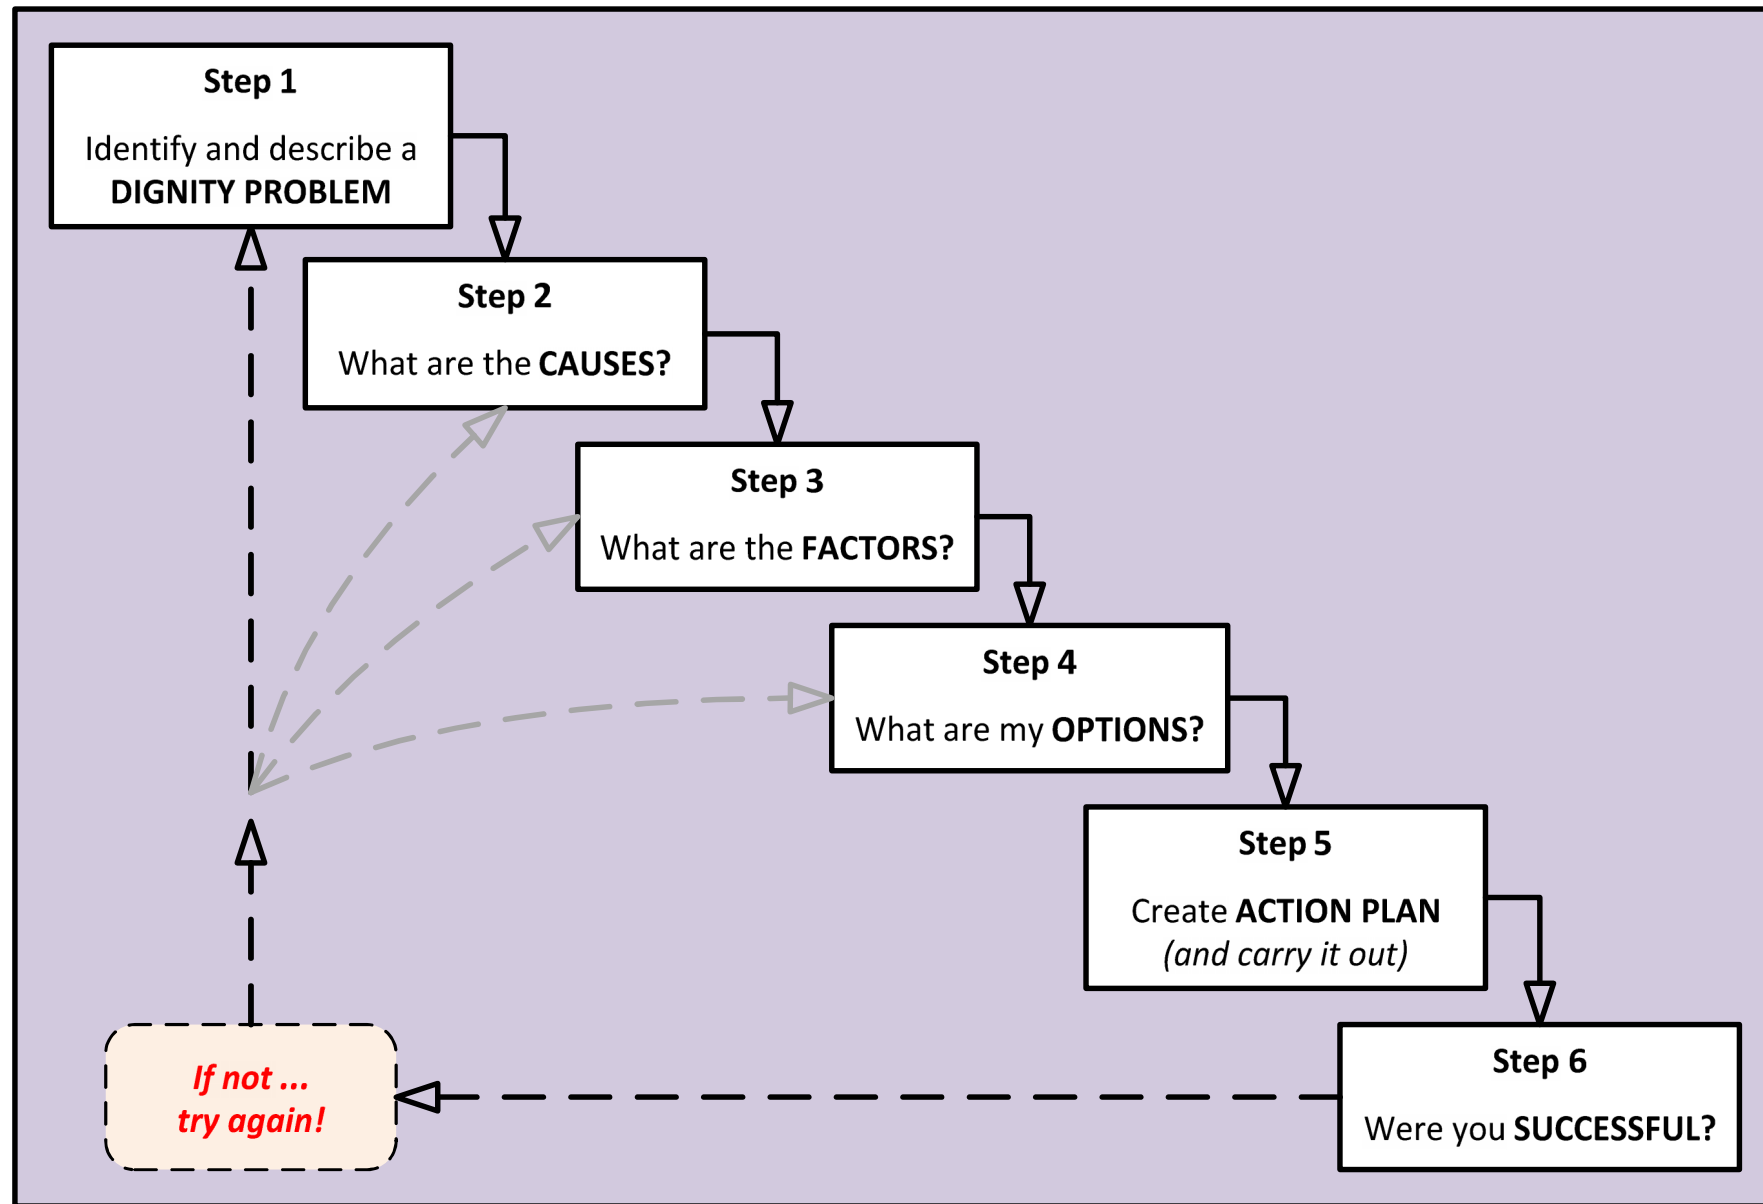 Step 1
Identify and describe a
DIGNITY PROBLEM
Step 2
What are the CAUSES?
Step 3
What are the FACTORS?
Step 4
What are my OPTIONS?
Step 5
Create ACTION PLAN
(and carry it out)
Step 6
Were you SUCCESSFUL?
If not ...
try again!